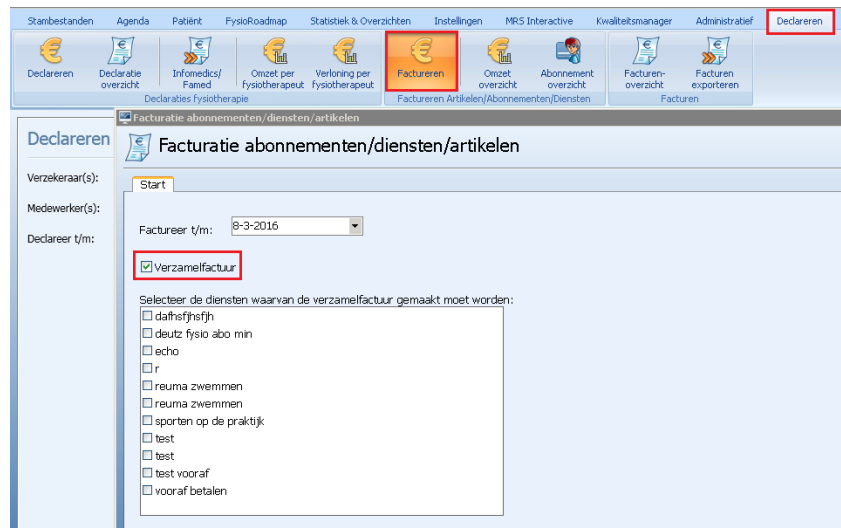 Stambestanden Agenda Patiënt FysioRoadmap Statistiek & Overzichten Instellingen MRS Interactive Kwaliteitsmanager Administratief Declareren
Declareren Declaratie overzicht Infomedics/ Famed Omzet per fysiotherapeut Verloning per fysiotherapeut Factureren Omzet overzicht Abonnement overzicht Facturen- overzicht Facturen exporteren
Declaraties fysiotherapie Factureren Artikelen/Abonnementen/Diensten Facturen
Facturatie abonnementen/diensten/artikelen
Declareren
Facturatie abonnementen/diensten/artikelen
Verzekeraar(s):
Start
Medewerker(s):
Factureer t/m: 8-3-2016
Declareer t/m:
Verzamelfactuur
Selecteer de diensten waarvan de verzamelfactuur gemaakt moet worden:
dafhsfjhsfjh
deutz fysio abo min
echo
r
reuma zwemmen
reuma zwemmen
sporten op de praktijk
test
test
test vooraf
vooraf betalen